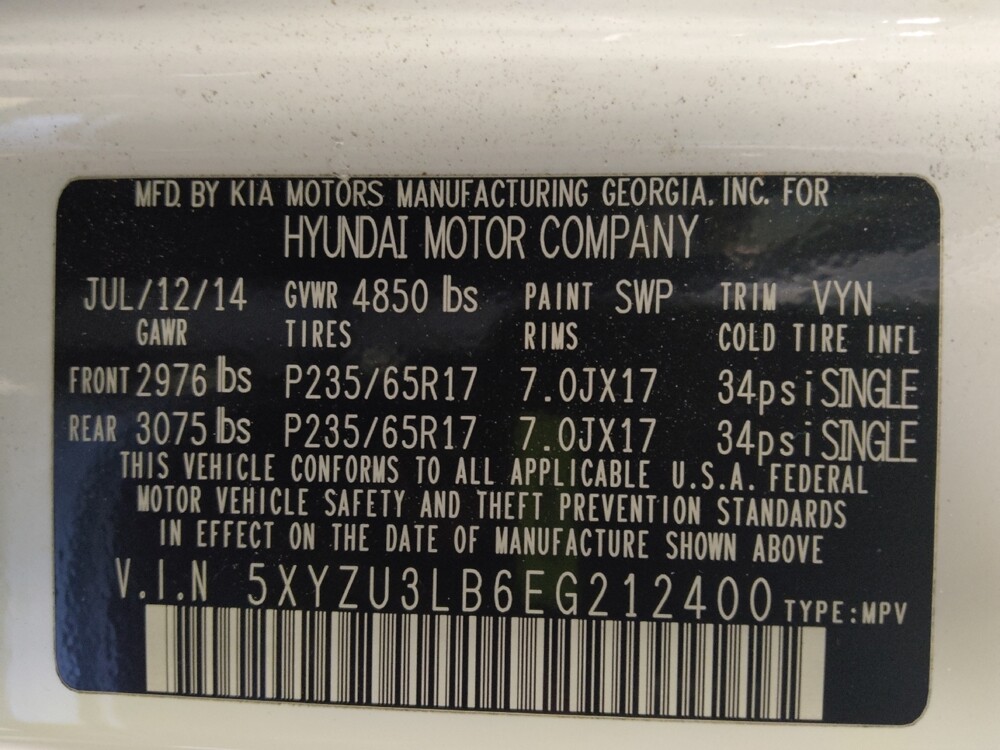 MFD. BY KIA MOTORS MANUFACTURING GEORGIA, INC. FOR
HYUNDAI MOTOR COMPANY
JUL/12/14 GVWR 4850 lbs PAINT SWP TRIM VYN
GAWR TIRES RIMS COLD TIRE INFL
FRONT 2976 lbs P235/65R17 7.0JX17 34psi SINGLE
REAR 3075 lbs P235/65R17 7.0JX17 34psi SINGLE
THIS VEHICLE CONFORMS TO ALL APPLICABLE U.S.A. FEDERAL
MOTOR VEHICLE SAFETY AND THEFT PREVENTION STANDARDS
IN EFFECT ON THE DATE OF MANUFACTURE SHOWN ABOVE
V.I.N 5XYZU3LB6EG212400 TYPE:MPV